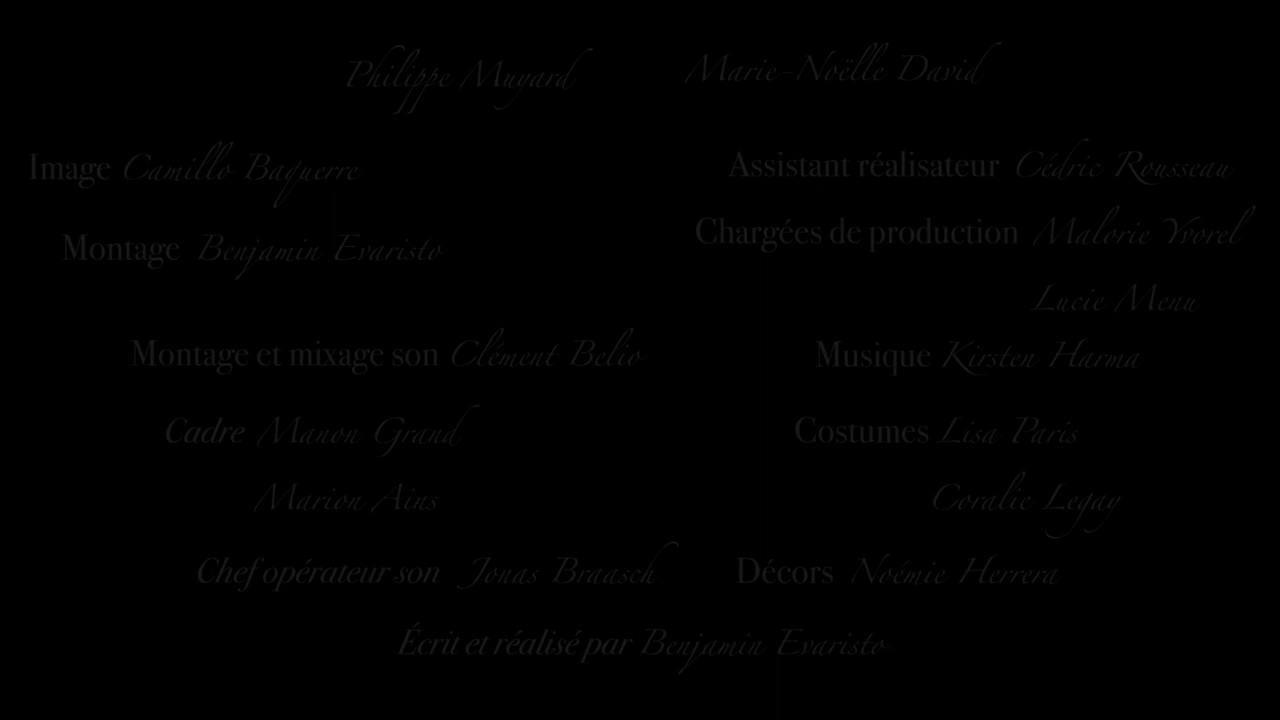 Philippe Muyard Marie-Noëlle David
Image Camillo Baquerre
Assistant réalisateur Cédric Rousseau
Montage Benjamin Evaristo
Chargées de production Malorie Yvorel
Lucie Menu
Montage et mixage son Clément Belio
Musique Kirsten Harma
Cadre Manon Grand
Costumes Lisa Paris
Marion Ains
Coralie Legay
Chef opérateur son Jonas Braasch
Décors Noémie Herrera
Écrit et réalisé par Benjamin Evaristo